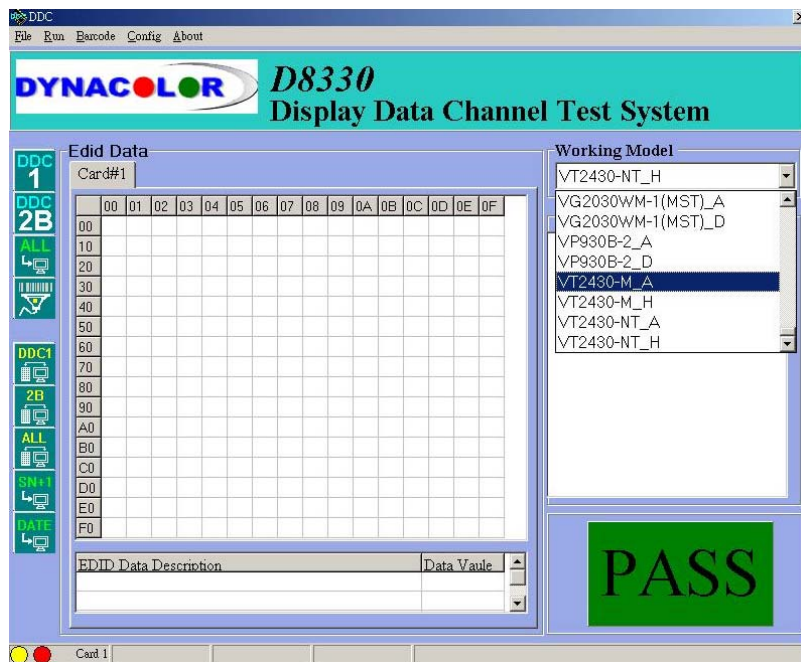 DDC
File Run Barcode Config About
DYNACOLOR
D8330
Display Data Channel Test System
DDC
1
DDC
2B
ALL
DDC1
2B
ALL
SN+1
DATE
Edid Data
Card#1
00 01 02 03 04 05 06 07 08 09 0A 0B 0C 0D 0E 0F
00
10
20
30
40
50
60
70
80
90
A0
B0
C0
D0
E0
F0
EDID Data Description Data Vaule
Working Model
VT2430-NT_H
VG2030WM-1(MST)_A
VG2030WM-1(MST)_D
VP930B-2_A
VP930B-2_D
VT2430-M_A
VT2430-M_H
VT2430-NT_A
VT2430-NT_H
PASS
Card 1